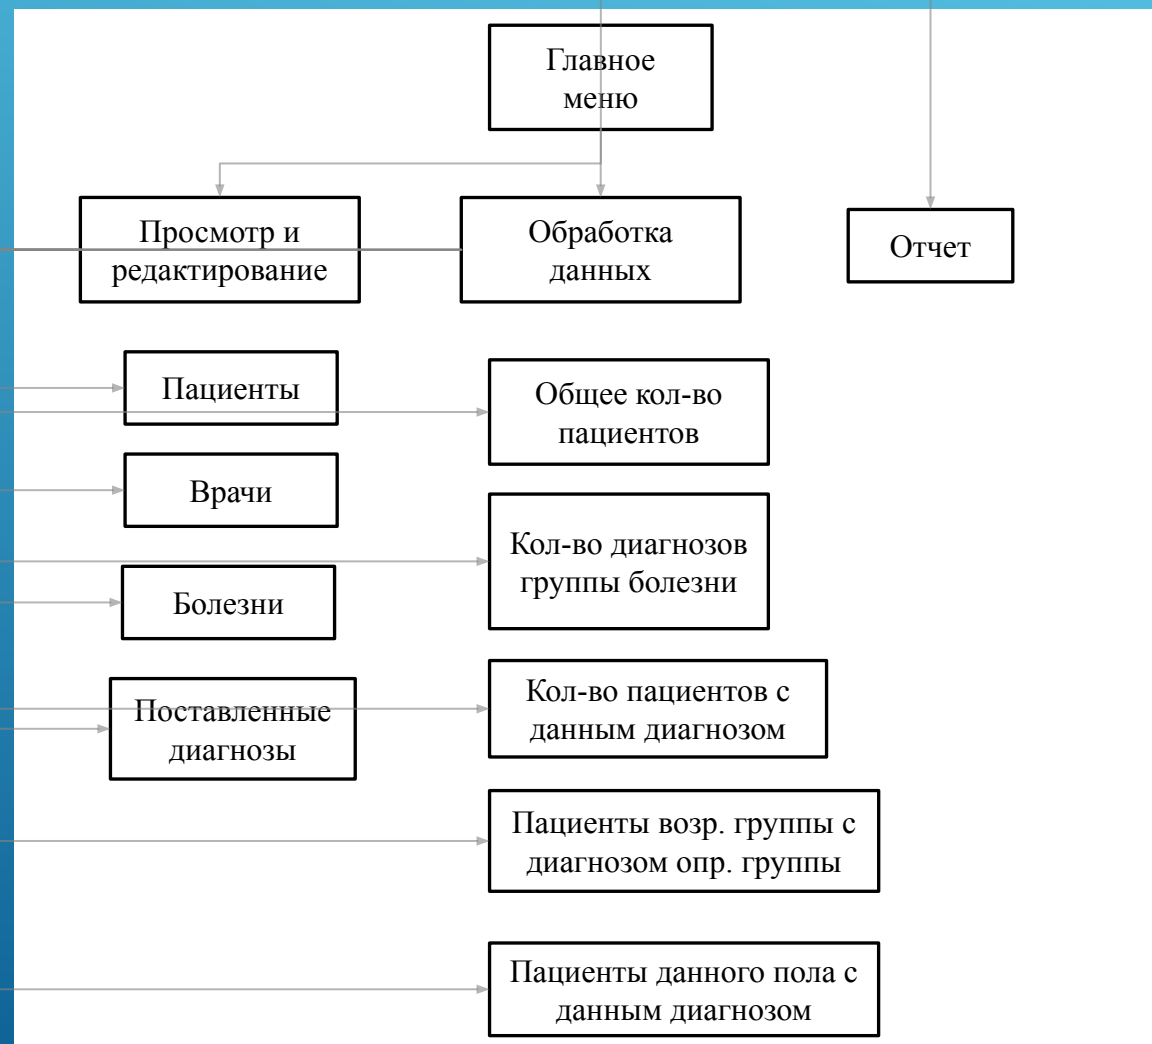 Главное
меню
Просмотр и
редактирование
Обработка
данных
Отчет
Пациенты
Общее кол-во
пациентов
Врачи
Кол-во диагнозов
группы болезни
Болезни
Кол-во пациентов с
данным диагнозом
Поставленные
диагнозы
Пациенты возр. группы с
диагнозом опр. группы
Пациенты данного пола с
данным диагнозом